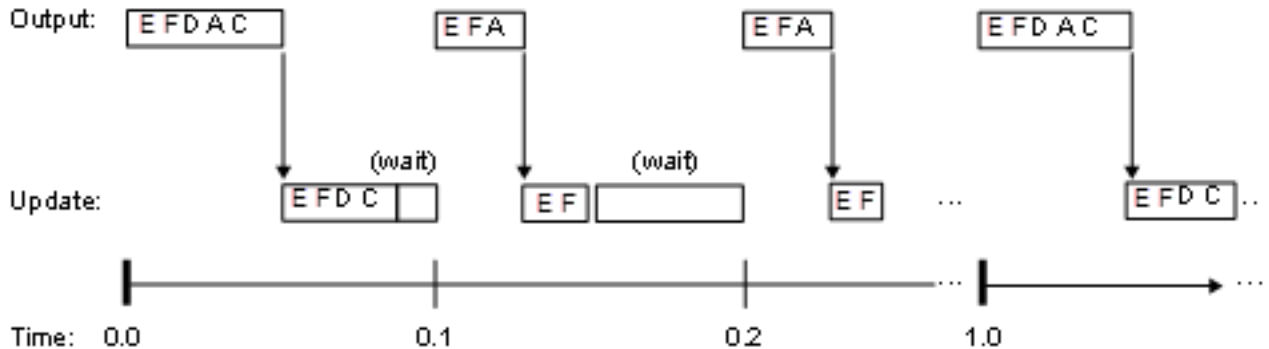 Output: E F D A C E F A E F A E F D A C
(wait) (wait)
Update: E F D C E F E F ... E F D C ..
... ...
Time: 0.0 0.1 0.2 1.0